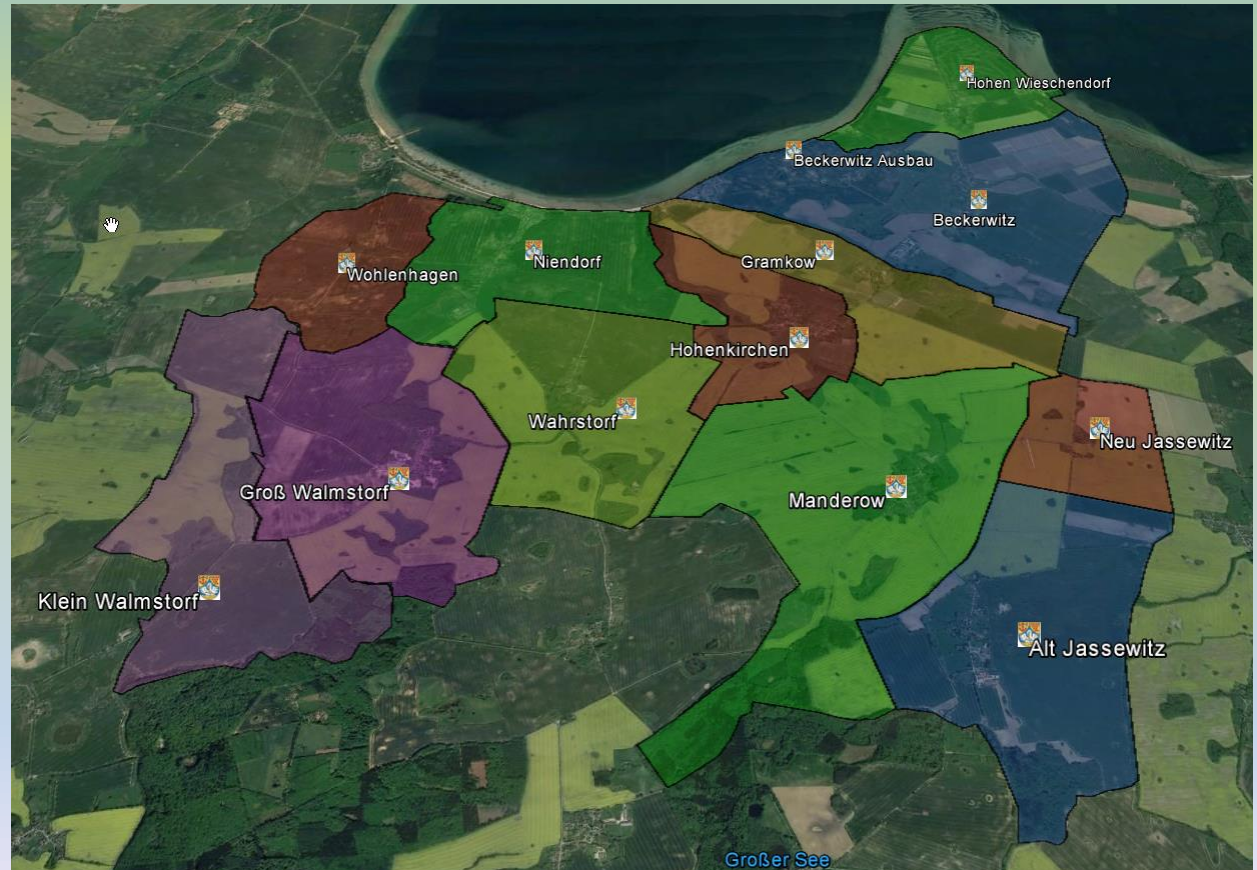 Hohen Wieschendorf
Beckerwitz Ausbau
Beckerwitz
Gramkow
Niendorf
Wohlenhagen
Hohenkirchen
Wahrstorf
Neu Jassewitz
Groß Walmstorf
Manderow
Klein Walmstorf
Alt Jassewitz
Großer See